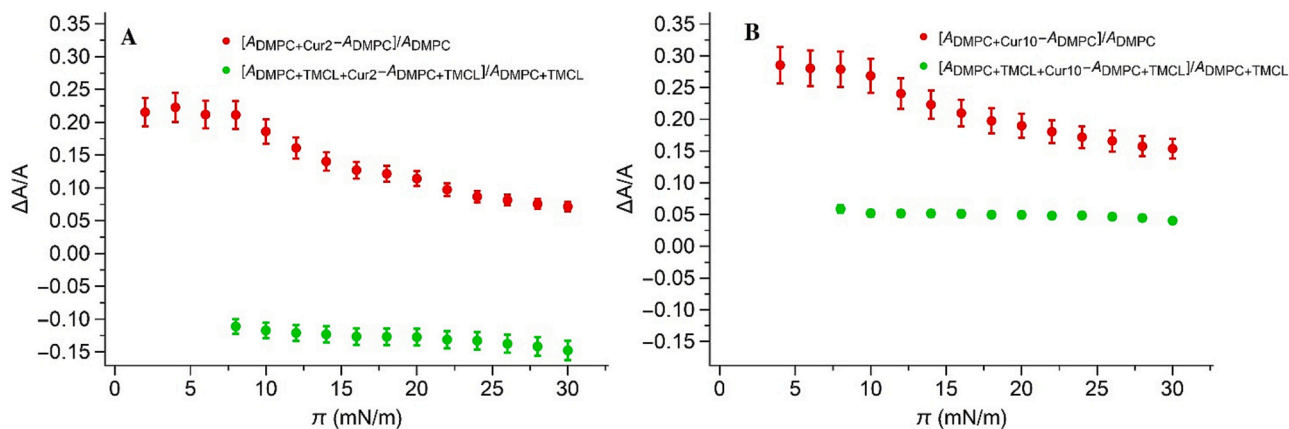 A
[ADMPC+Cur2−ADMPC]/ADMPC
[ADMPC+TMCL+Cur2−ADMPC+TMCL]/ADMPC+TMCL
0.35
0.30
0.25
0.20
0.15
0.10
0.05
0.00
−0.05
−0.10
−0.15
ΔA/A
0 5 10 15 20 25 30
π (mN/m)
B
[ADMPC+Cur10−ADMPC]/ADMPC
[ADMPC+TMCL+Cur10−ADMPC+TMCL]/ADMPC+TMCL
0.35
0.30
0.25
0.20
0.15
0.10
0.05
0.00
−0.05
−0.10
−0.15
ΔA/A
0 5 10 15 20 25 30
π (mN/m)